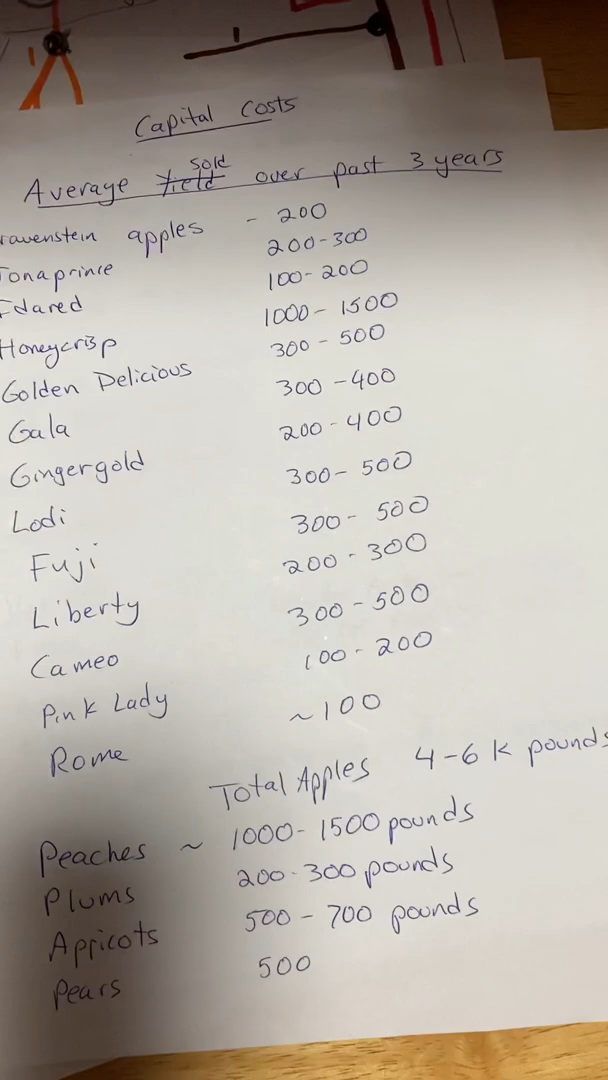 Capital Costs
Average yield sold over past 3 years
ravenstein apples - 200
Jonaprince 200-300
Idared 100-200
Honeycrisp 1000-1500
Golden Delicious 300-500
Gala 300-400
Gingergold 200-400
Lodi 300-500
Fuji 300-500
Liberty 200-300
Cameo 300-500
Pink Lady 100-200
Rome ~100
Total Apples 4-6 K pounds
Peaches ~ 1000-1500 pounds
Plums 200-300 pounds
Apricots 500-700 pounds
Pears 500